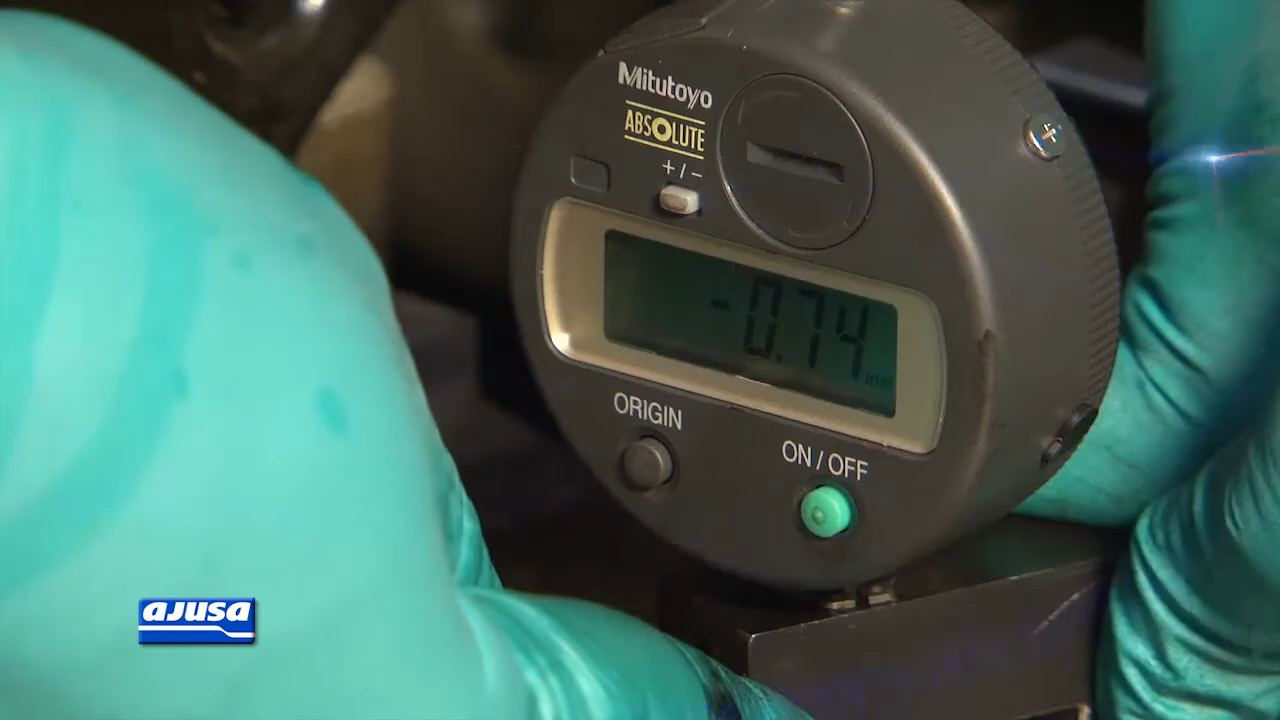 Mitutoyo
ABSOLUTE
+/−
-0.74
mm
ORIGIN
ON/OFF
AJUSA